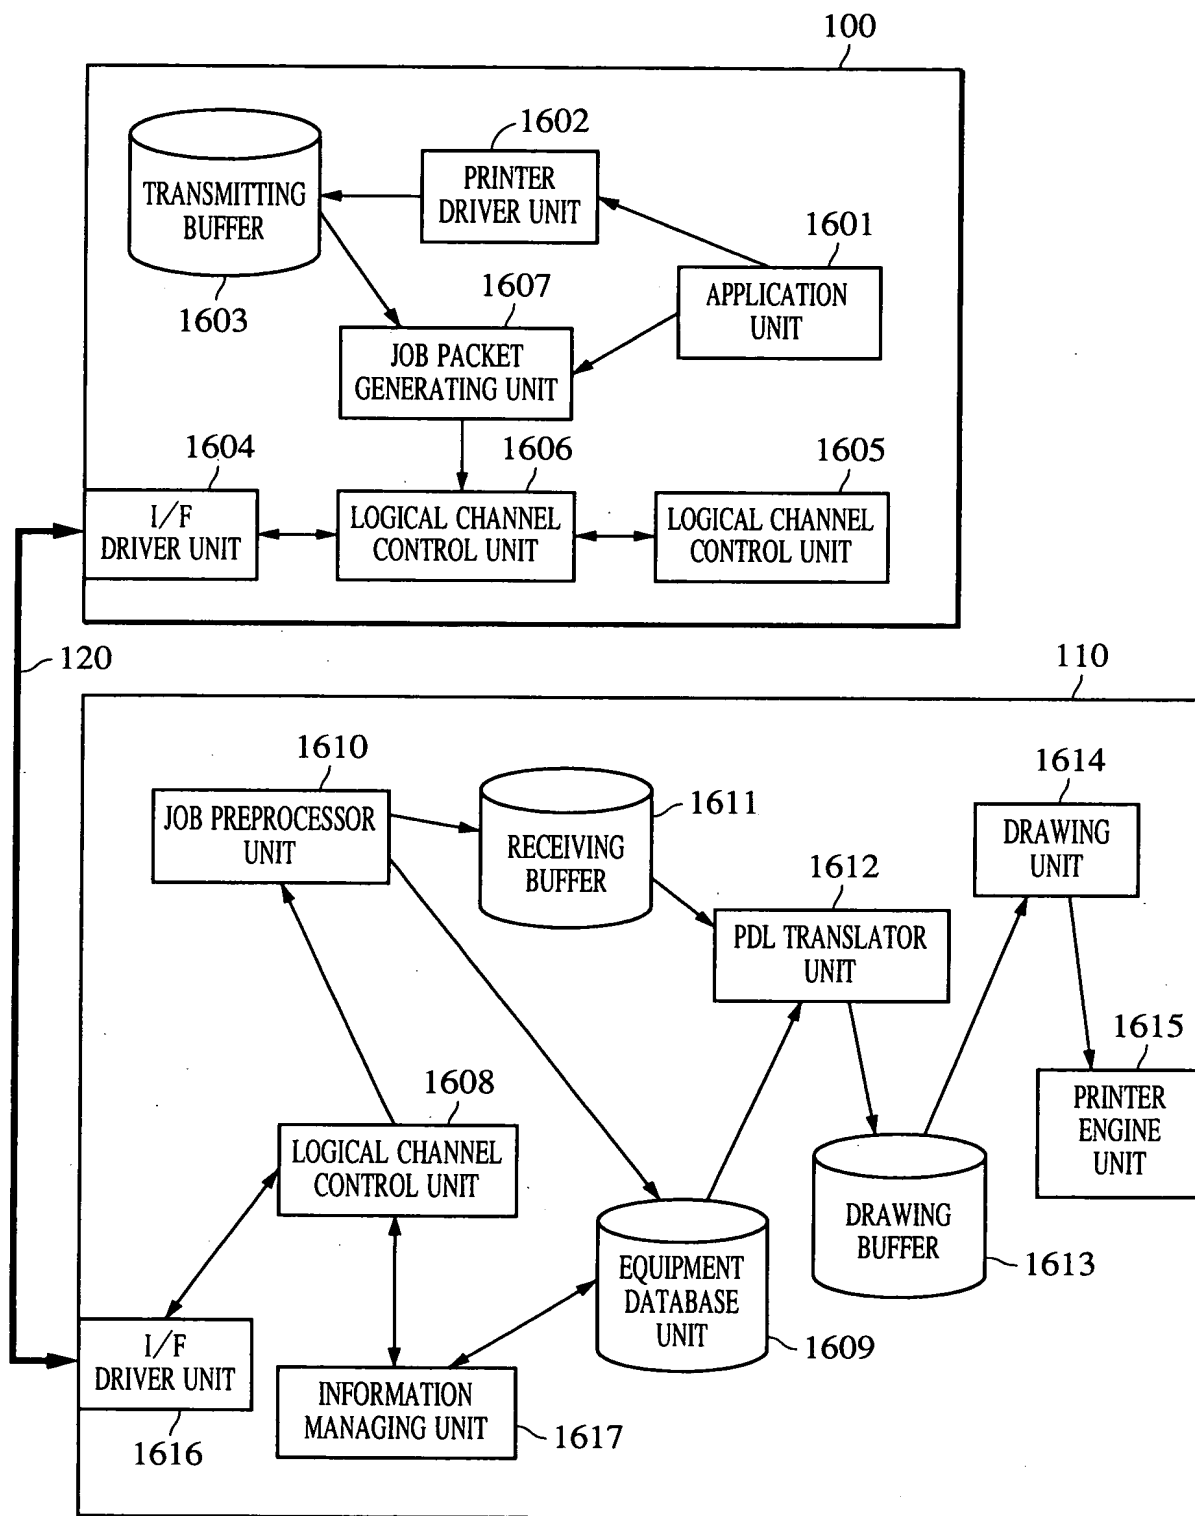 100
1602
PRINTER
DRIVER UNIT
TRANSMITTING
BUFFER
1603
1601
APPLICATION
UNIT
1607
JOB PACKET
GENERATING UNIT
1604
I/F
DRIVER UNIT
1606
LOGICAL CHANNEL
CONTROL UNIT
1605
LOGICAL CHANNEL
CONTROL UNIT
120
110
1610
JOB PREPROCESSOR
UNIT
1611
RECEIVING
BUFFER
1614
DRAWING
UNIT
1612
PDL TRANSLATOR
UNIT
1615
PRINTER
ENGINE
UNIT
1608
LOGICAL CHANNEL
CONTROL UNIT
DRAWING
BUFFER
1613
EQUIPMENT
DATABASE
UNIT
1609
I/F
DRIVER UNIT
1616
INFORMATION
MANAGING UNIT
1617